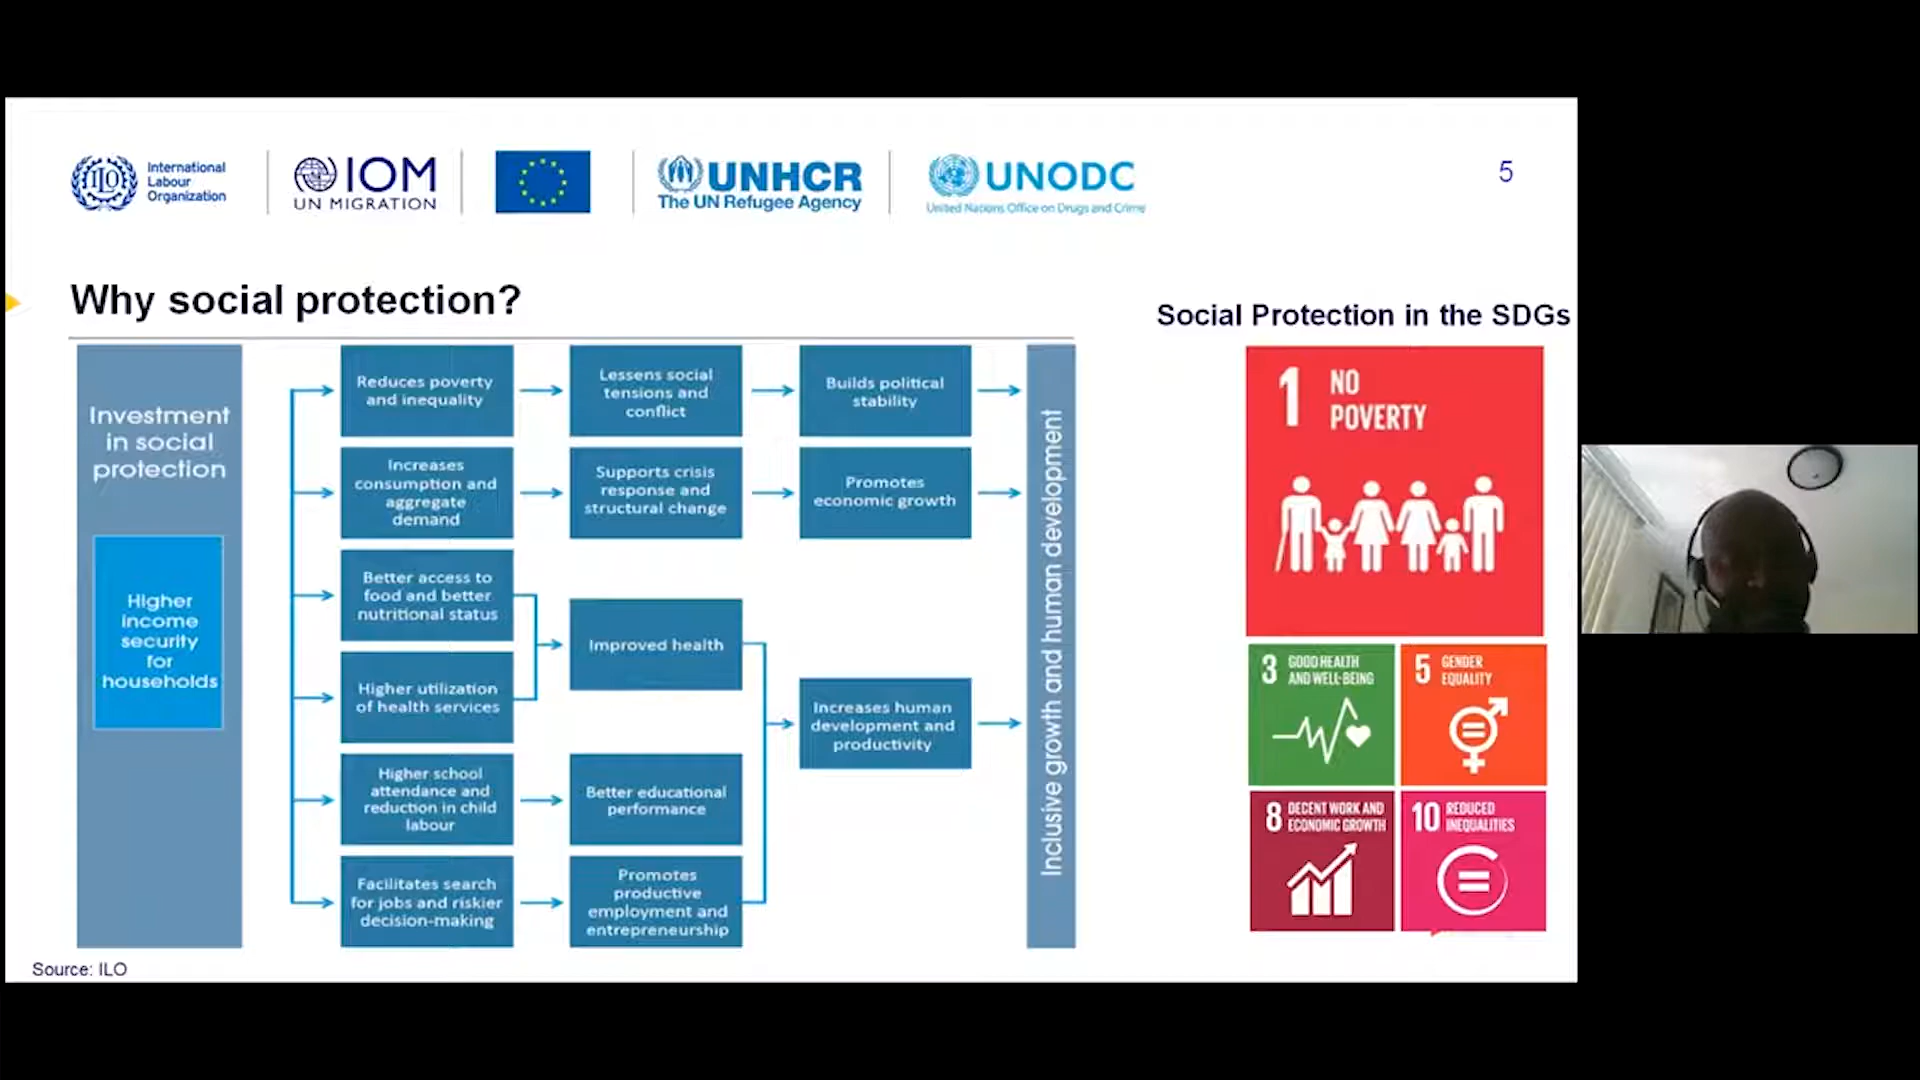 ILO
International
Labour
Organization
IOM
UN MIGRATION
UNHCR
The UN Refugee Agency
UNODC
United Nations Office on Drugs and Crime
5
Why social protection?
Social Protection in the SDGs
Investment
in social
protection
Higher
income
security
for
households
Reduces poverty
and inequality
Lessens social
tensions and
conflict
Builds political
stability
Increases
consumption and
aggregate
demand
Supports crisis
response and
structural change
Promotes
economic growth
Better access to
food and better
nutritional status
Improved health
Higher utilization
of health services
Increases human
development and
productivity
Higher school
attendance and
reduction in child
labour
Better educational
performance
Facilitates search
for jobs and riskier
decision-making
Promotes
productive
employment and
entrepreneurship
Inclusive growth and human development
1 NO
POVERTY
3 GOOD HEALTH
AND WELL-BEING
5 GENDER
EQUALITY
8 DECENT WORK AND
ECONOMIC GROWTH
10 REDUCED
INEQUALITIES
Source: ILO